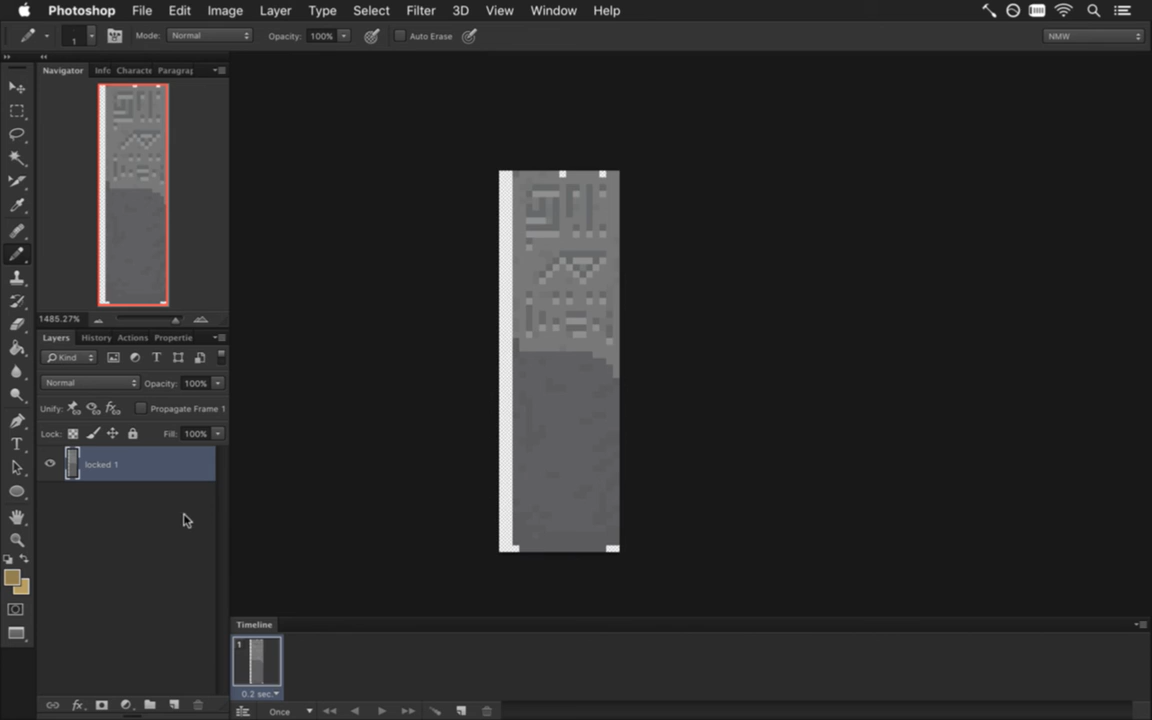 Photoshop File Edit Image Layer Type Select Filter 3D View Window Help
1 Mode: Normal Opacity: 100% Auto Erase NMW
Navigator Info Characte Paragrap
1485.27%
Layers History Actions Propertie
Kind
Normal Opacity: 100%
Unify: Propagate Frame 1
Lock: Fill: 100%
locked 1
Timeline
1
0.2 sec.
Once